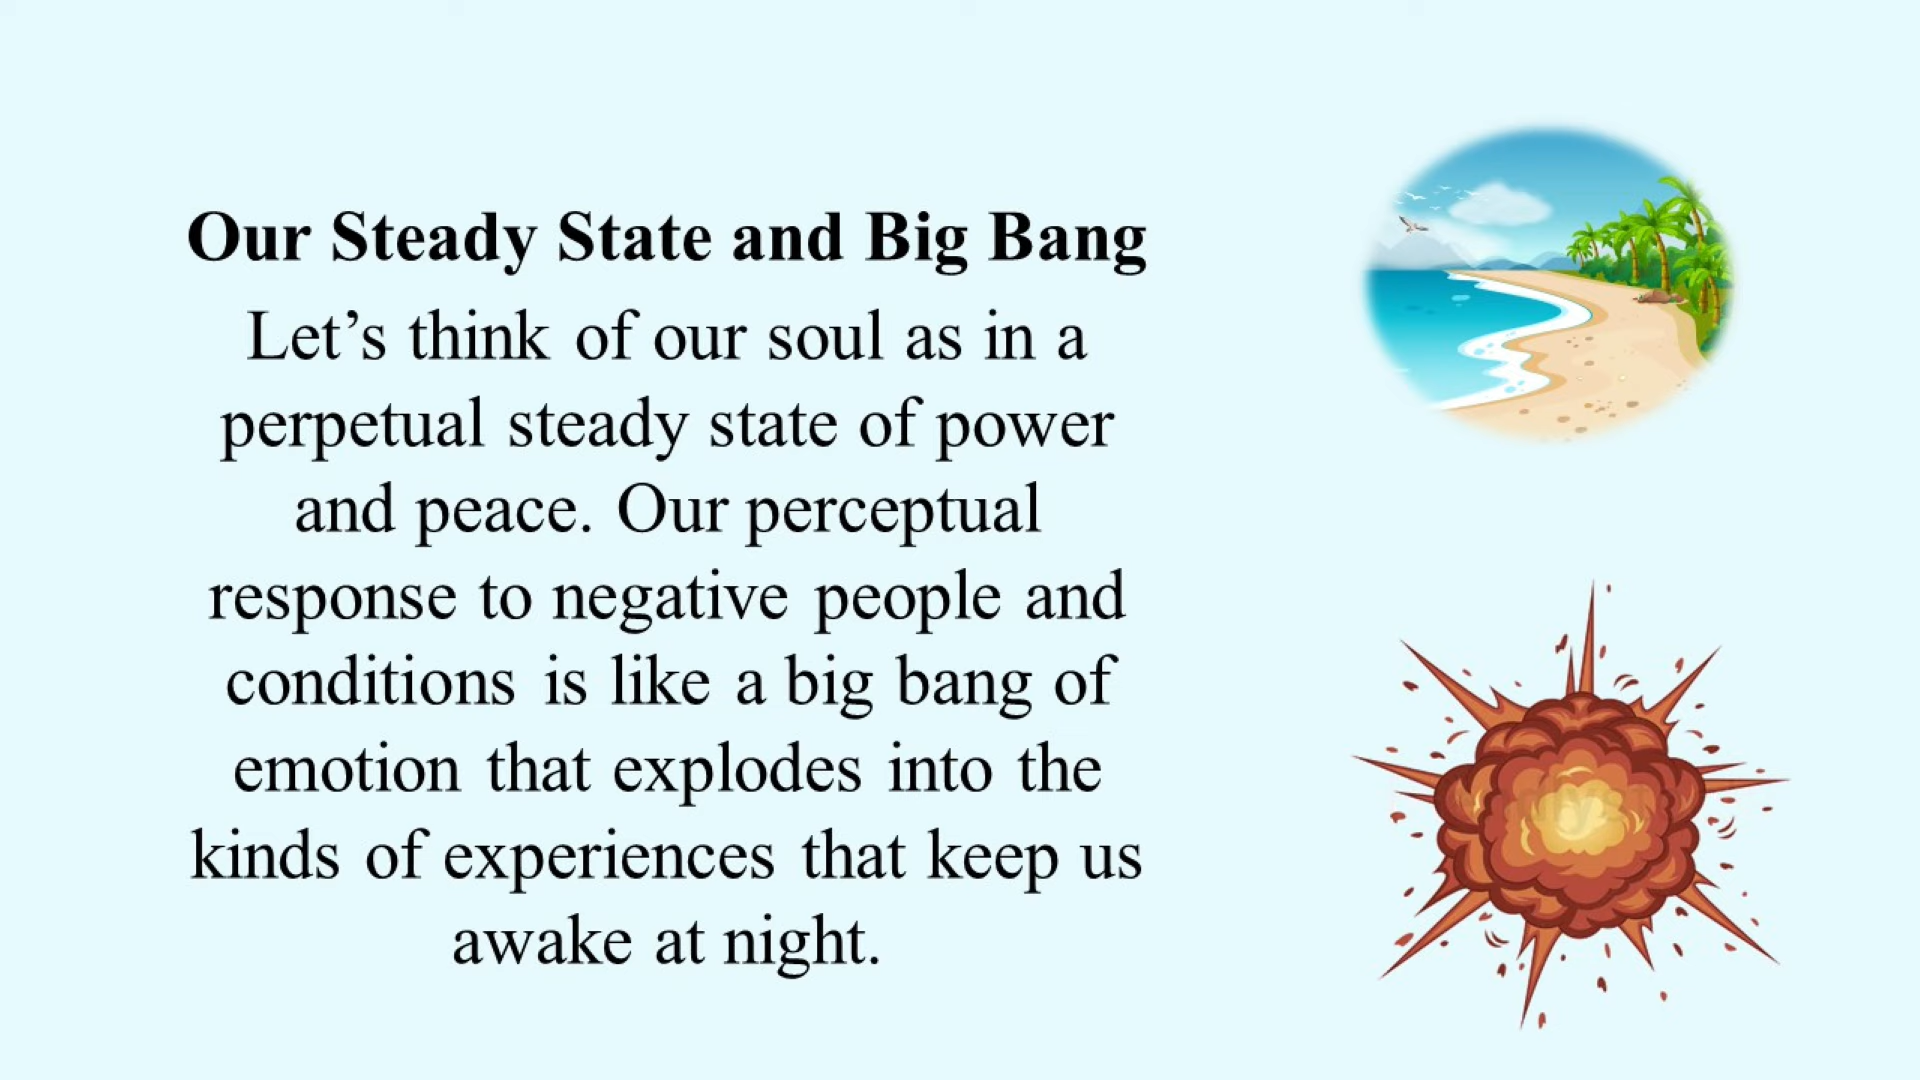 Our Steady State and Big Bang
Let’s think of our soul as in a
perpetual steady state of power
and peace. Our perceptual
response to negative people and
conditions is like a big bang of
emotion that explodes into the
kinds of experiences that keep us
awake at night.